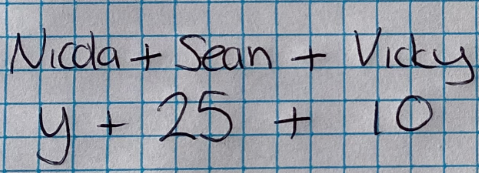 Nicola + Sean + Vicky
y + 25 + 10